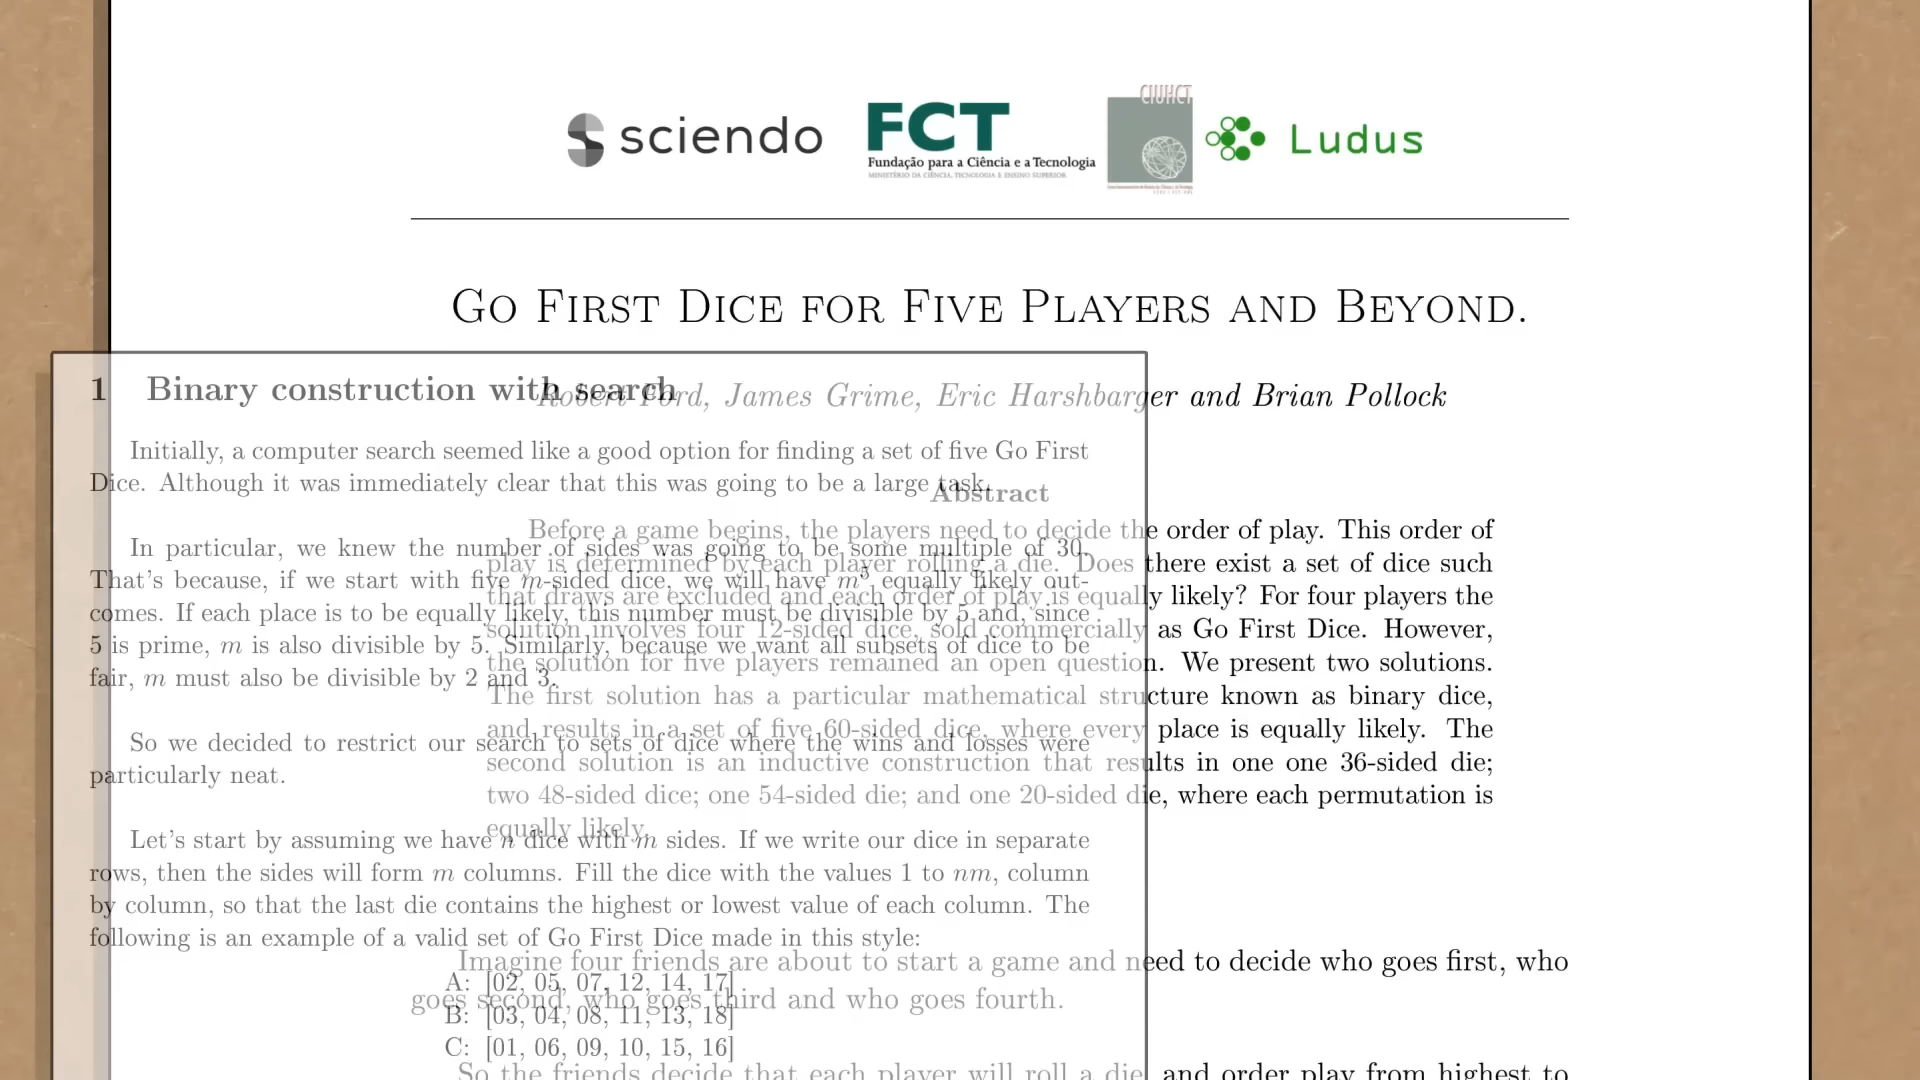 sciendo
FCT
Fundação para a Ciência e a Tecnologia
MINISTÉRIO DA CIÊNCIA, TECNOLOGIA E ENSINO SUPERIOR
CIUHCT
Ludus
Go First Dice for Five Players and Beyond.
Robert Ford, James Grime, Eric Harshbarger and Brian Pollock
Abstract
Before a game begins, the players need to decide the order of play. This order of
play is determined by each player rolling a die. Does there exist a set of dice such
that draws are excluded and each order of play is equally likely? For four players the
solution involves four 12-sided dice, sold commercially as Go First Dice. However,
the solution for five players remained an open question. We present two solutions.
The first solution has a particular mathematical structure known as binary dice,
and results in a set of five 60-sided dice, where every place is equally likely. The
second solution is an inductive construction that results in one one 36-sided die;
two 48-sided dice; one 54-sided die; and one 20-sided die, where each permutation is
equally likely.
Imagine four friends are about to start a game and need to decide who goes first, who
goes second, who goes third and who goes fourth.
So the friends decide that each player will roll a die, and order play from highest to
1 Binary construction with search
Initially, a computer search seemed like a good option for finding a set of five Go First
Dice. Although it was immediately clear that this was going to be a large task.
In particular, we knew the number of sides was going to be some multiple of 30.
That's because, if we start with five m-sided dice, we will have m⁵ equally likely out-
comes. If each place is to be equally likely, this number must be divisible by 5 and, since
5 is prime, m is also divisible by 5. Similarly, because we want all subsets of dice to be
fair, m must also be divisible by 2 and 3.
So we decided to restrict our search to sets of dice where the wins and losses were
particularly neat.
Let's start by assuming we have n dice with m sides. If we write our dice in separate
rows, then the sides will form m columns. Fill the dice with the values 1 to nm, column
by column, so that the last die contains the highest or lowest value of each column. The
following is an example of a valid set of Go First Dice made in this style:
A: [02, 05, 07, 12, 14, 17]
B: [03, 04, 08, 11, 13, 18]
C: [01, 06, 09, 10, 15, 16]